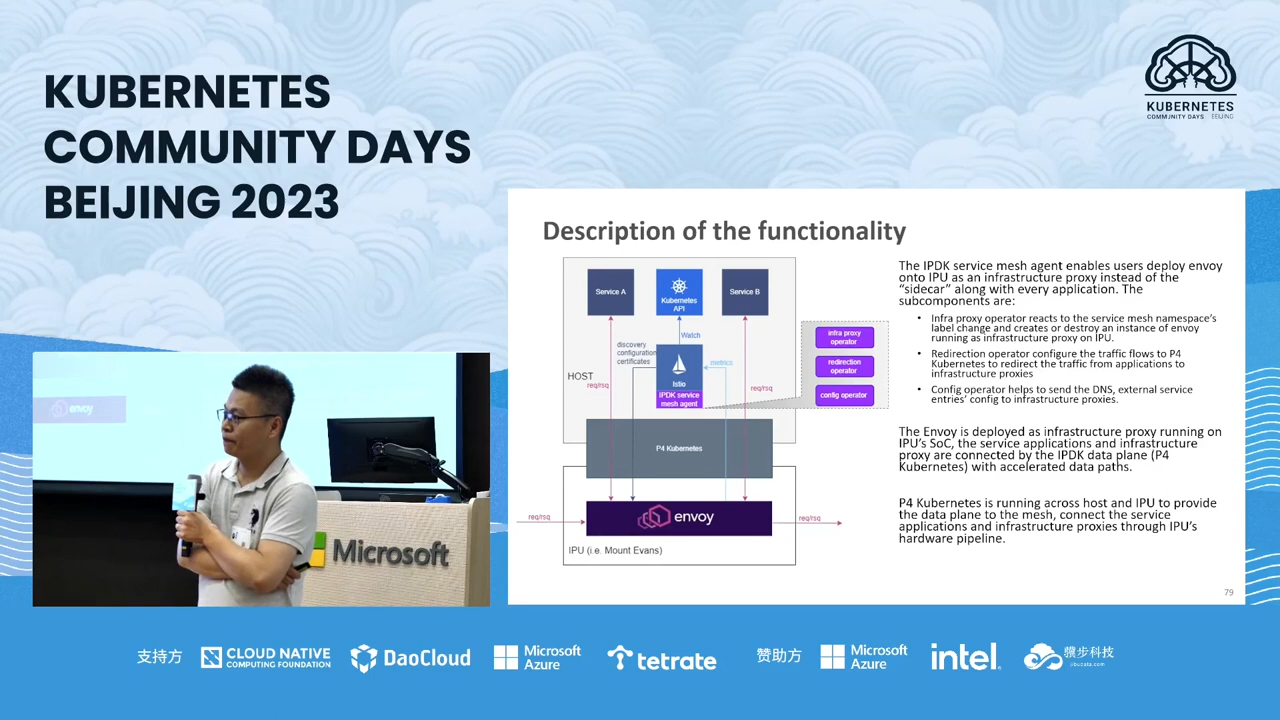 KUBERNETES
COMMUNITY DAYS
BEIJING 2023
KUBERNETES
COMMUNITY DAYS BEIJING
Description of the functionality
Service A
Kubernetes
API
Service B
Watch
discovery
configuration
certificates
metrics
HOST
req/rsq
Istio
IPDK service
mesh agent
req/rsq
infra proxy
operator
redirection
operator
config operator
P4 Kubernetes
req/rsq
envoy
req/rsq
IPU (i.e. Mount Evans)
The IPDK service mesh agent enables users deploy envoy
onto IPU as an infrastructure proxy instead of the
“sidecar” along with every application. The
subcomponents are:
• Infra proxy operator reacts to the service mesh namespace’s
label change and creates or destroy an instance of envoy
running as infrastructure proxy on IPU.
• Redirection operator configure the traffic flows to P4
Kubernetes to redirect the traffic from applications to
infrastructure proxies
• Config operator helps to send the DNS, external service
entries’ config to infrastructure proxies.
The Envoy is deployed as infrastructure proxy running on
IPU’s SoC, the service applications and infrastructure
proxy are connected by the IPDK data plane (P4
Kubernetes) with accelerated data paths.
P4 Kubernetes is running across host and IPU to provide
the data plane to the mesh, connect the service
applications and infrastructure proxies through IPU’s
hardware pipeline.
79
envoy
Microsoft
支持方
CLOUD NATIVE
COMPUTING FOUNDATION
DaoCloud
Microsoft
Azure
tetrate
赞助方
Microsoft
Azure
intel.
骥步科技
jibudata.com